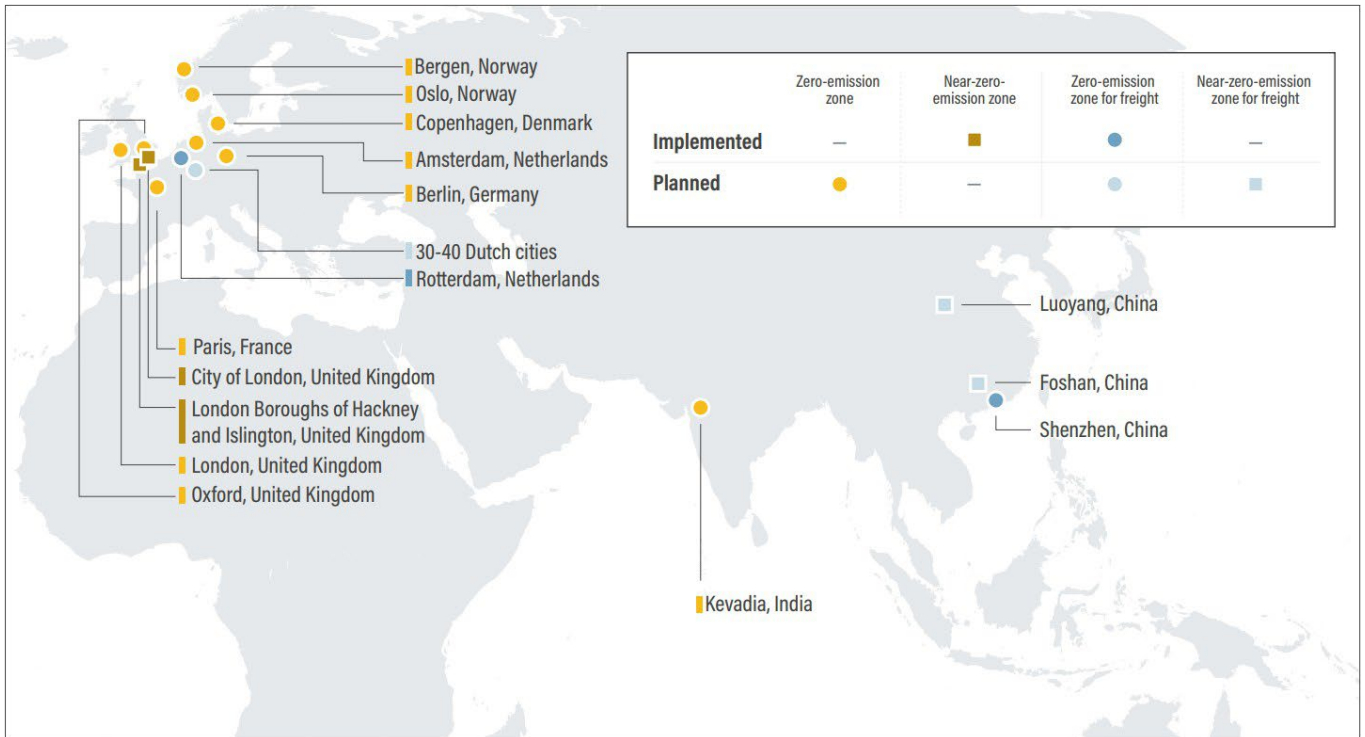 Bergen, Norway
Oslo, Norway
Copenhagen, Denmark
Amsterdam, Netherlands
Berlin, Germany
30-40 Dutch cities
Rotterdam, Netherlands
Paris, France
City of London, United Kingdom
London Boroughs of Hackney
and Islington, United Kingdom
London, United Kingdom
Oxford, United Kingdom
Zero-emission
zone
Near-zero-
emission zone
Zero-emission
zone for freight
Near-zero-emission
zone for freight
Implemented
–
–
Planned
–
Luoyang, China
Foshan, China
Shenzhen, China
Kevadia, India